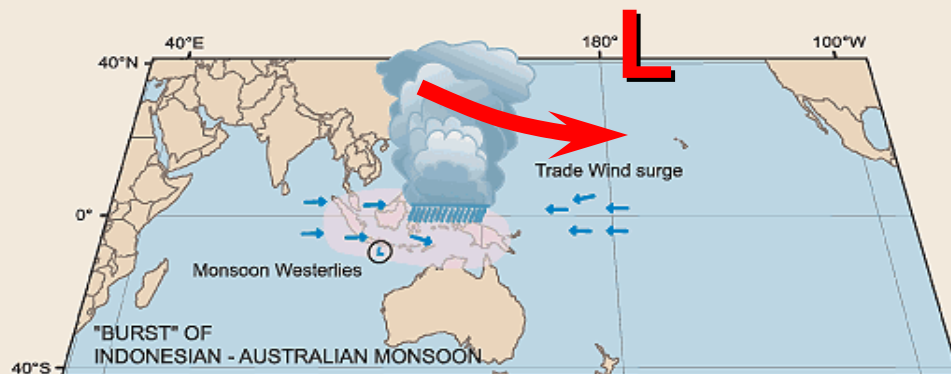 40°E
180°
L
100°W
40°N
Trade Wind surge
0°
L
Monsoon Westerlies
"BURST" OF
INDONESIAN - AUSTRALIAN MONSOON
40°S